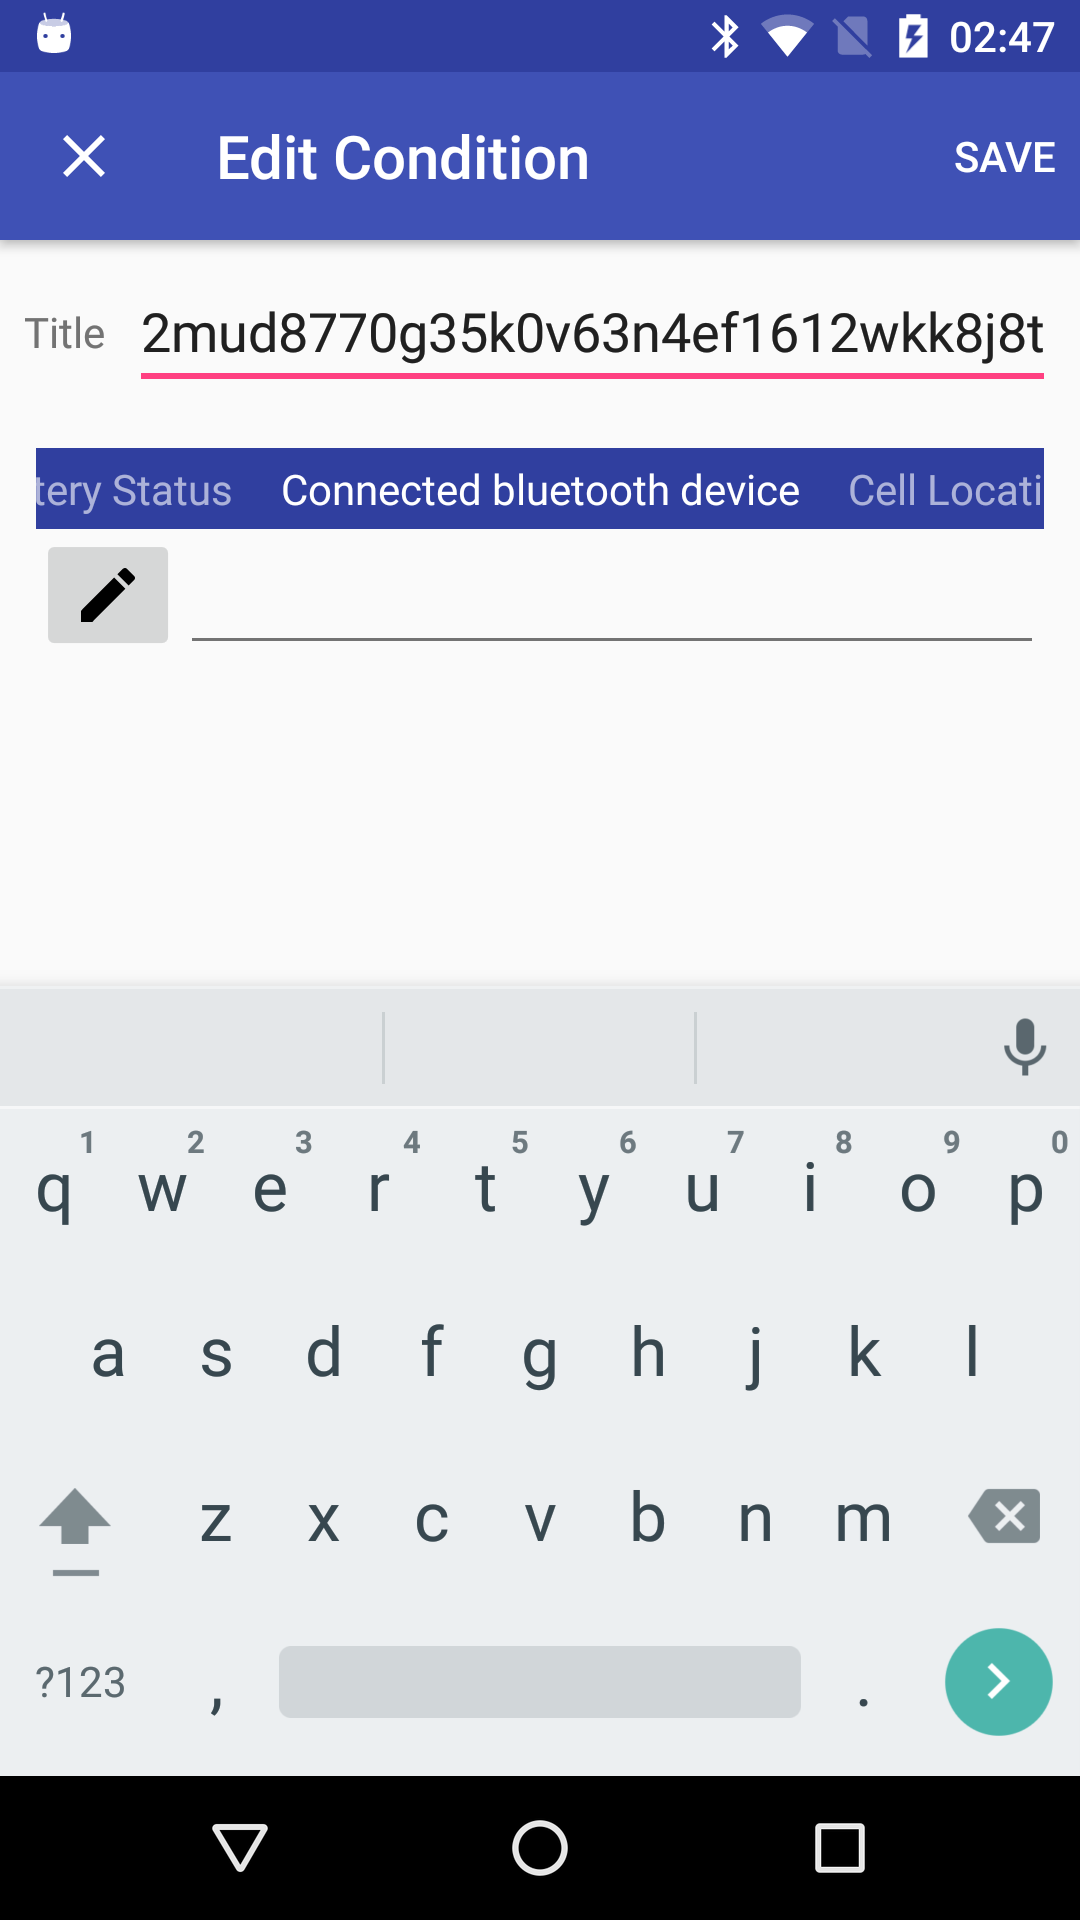 02:47
Edit Condition
SAVE
Title
2mud8770g35k0v63n4ef1612wkk8j8t
tery Status
Connected bluetooth device
Cell Locati
1 2 3 4 5 6 7 8 9 0
q w e r t y u i o p
a s d f g h j k l
z x c v b n m
?123 , .